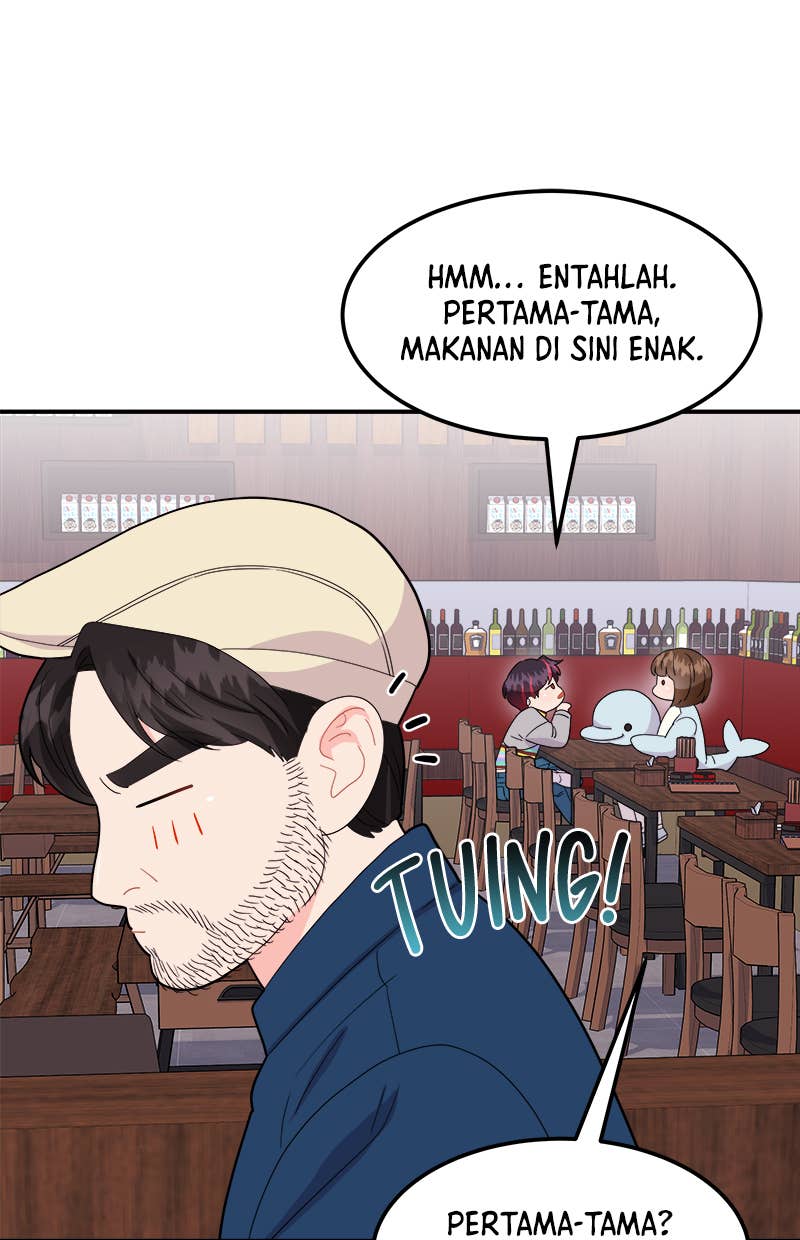 HMM... ENTAHLAH.
PERTAMA-TAMA,
MAKANAN DI SINI ENAK.
TUING!
PERTAMA-TAMA?